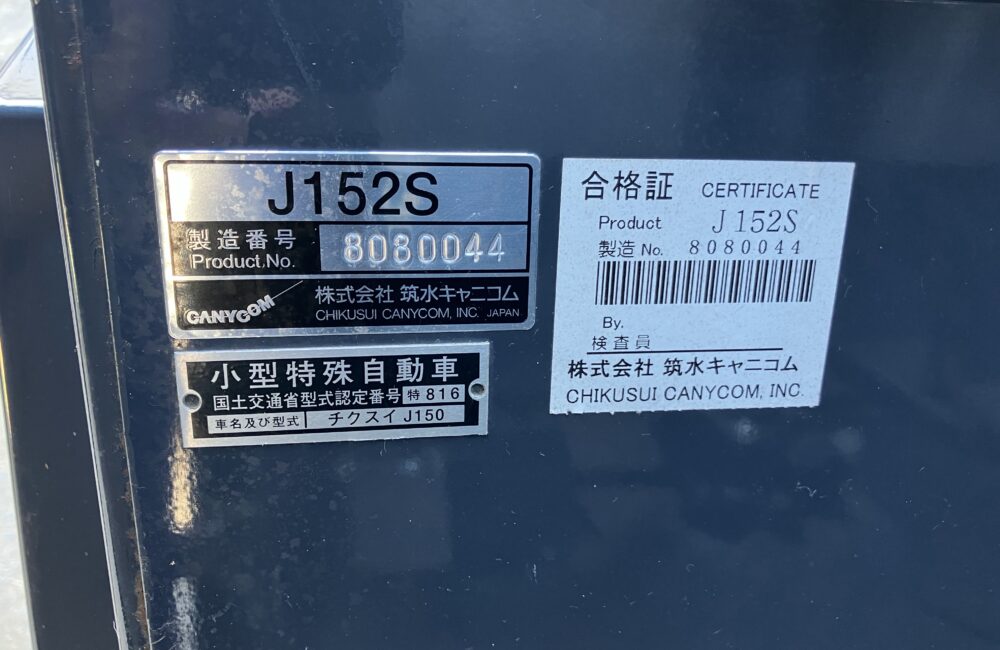 J152S
製造番号
Product.No. 8080044
CANYCOM 株式会社 筑水キャニコム
CHIKUSUI CANYCOM, INC. JAPAN
小型特殊自動車
国土交通省型式認定番号 特 816
車名及び型式 チクスイ J150
合格証 CERTIFICATE
Product J152S
製造 No. 8080044
By.
検査員
株式会社 筑水キャニコム
CHIKUSUI CANYCOM, INC.